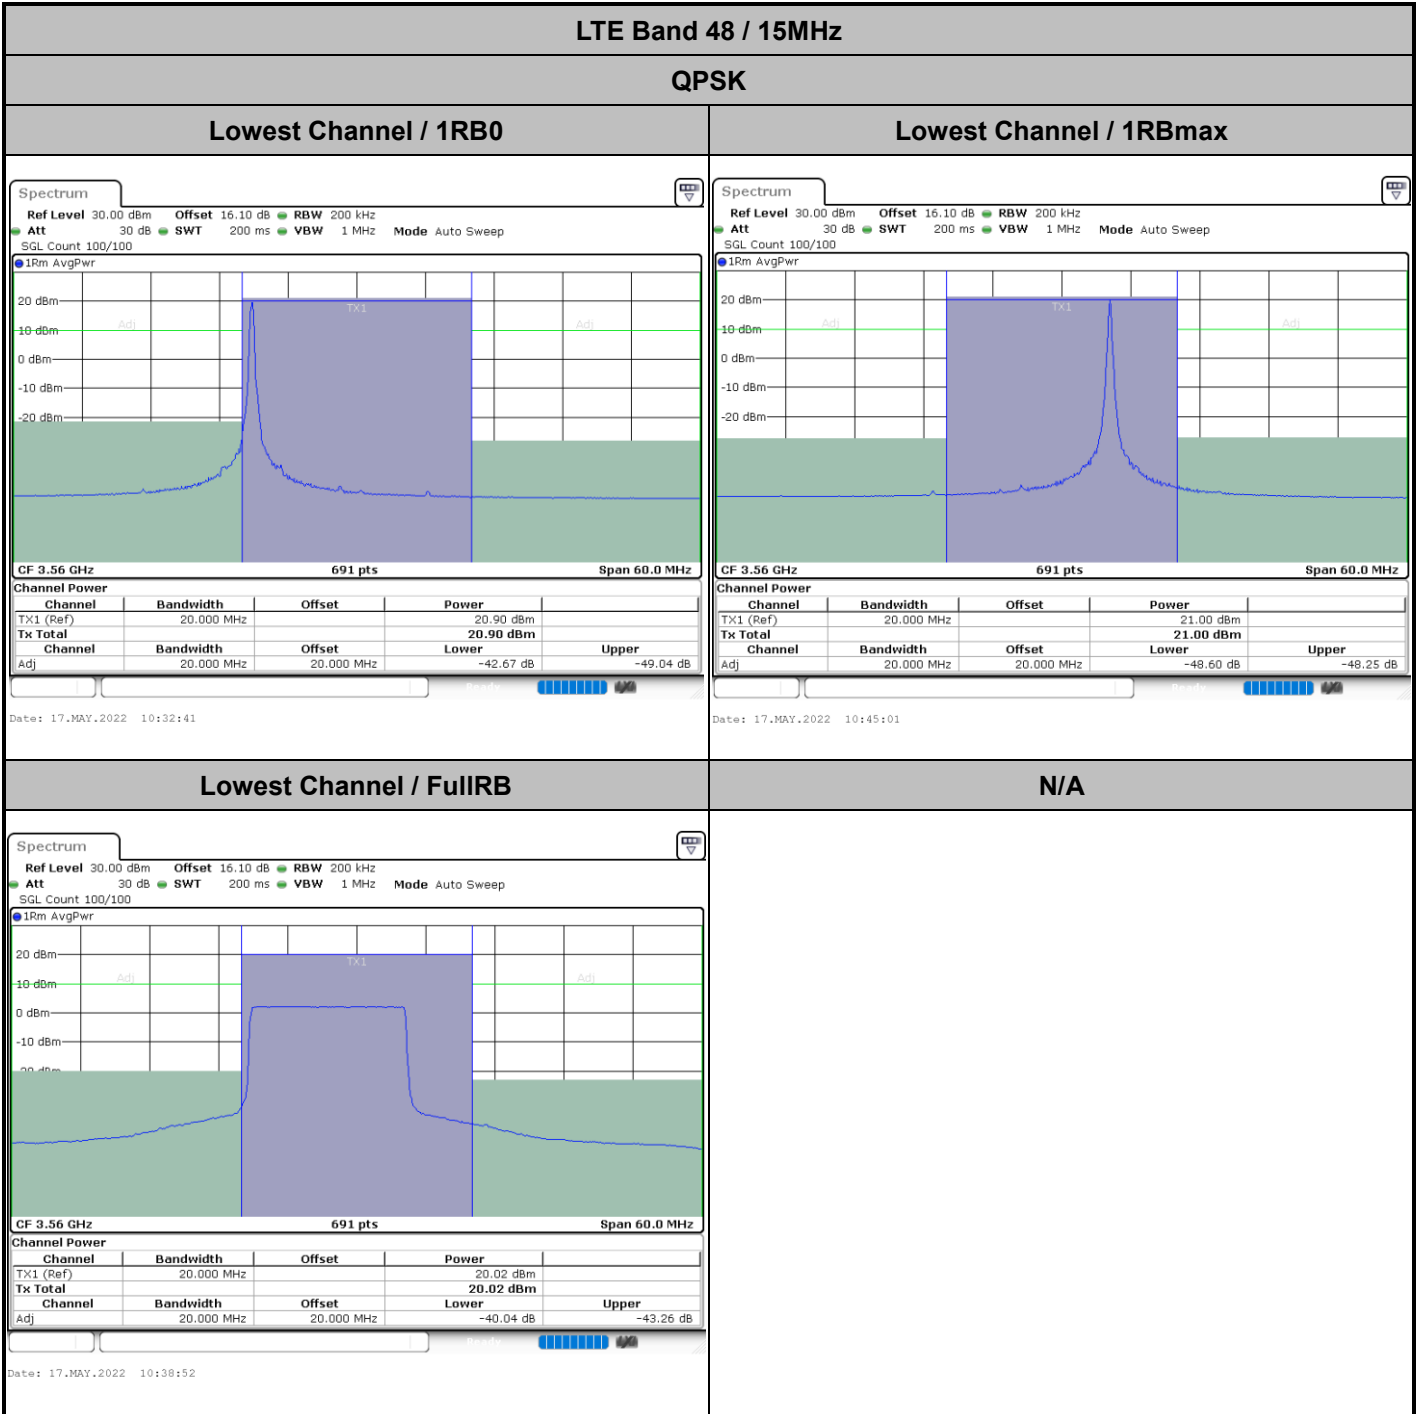 LTE Band 48 / 15MHz
QPSK
Lowest Channel / 1RB0
Lowest Channel / 1RBmax
Spectrum
Ref Level 30.00 dBm Offset 16.10 dB RBW 200 kHz
Att 30 dB SWT 200 ms VBW 1 MHz Mode Auto Sweep
SGL Count 100/100
1Rm AvgPwr
TX1
Adj
Adj
20 dBm
10 dBm
0 dBm
-10 dBm
-20 dBm
CF 3.56 GHz 691 pts Span 60.0 MHz
Channel Power
Channel Bandwidth Offset Power
TX1 (Ref) 20.000 MHz 20.90 dBm
Tx Total 20.90 dBm
Channel Bandwidth Offset Lower Upper
Adj 20.000 MHz 20.000 MHz -42.67 dB -49.04 dB
Ready
Date: 17.MAY.2022 10:32:41
Spectrum
Ref Level 30.00 dBm Offset 16.10 dB RBW 200 kHz
Att 30 dB SWT 200 ms VBW 1 MHz Mode Auto Sweep
SGL Count 100/100
1Rm AvgPwr
TX1
Adj
Adj
20 dBm
10 dBm
0 dBm
-10 dBm
-20 dBm
CF 3.56 GHz 691 pts Span 60.0 MHz
Channel Power
Channel Bandwidth Offset Power
TX1 (Ref) 20.000 MHz 21.00 dBm
Tx Total 21.00 dBm
Channel Bandwidth Offset Lower Upper
Adj 20.000 MHz 20.000 MHz -48.60 dB -48.25 dB
Ready
Date: 17.MAY.2022 10:45:01
Lowest Channel / FullRB
N/A
Spectrum
Ref Level 30.00 dBm Offset 16.10 dB RBW 200 kHz
Att 30 dB SWT 200 ms VBW 1 MHz Mode Auto Sweep
SGL Count 100/100
1Rm AvgPwr
TX1
Adj
Adj
20 dBm
10 dBm
0 dBm
-10 dBm
-20 dBm
CF 3.56 GHz 691 pts Span 60.0 MHz
Channel Power
Channel Bandwidth Offset Power
TX1 (Ref) 20.000 MHz 20.02 dBm
Tx Total 20.02 dBm
Channel Bandwidth Offset Lower Upper
Adj 20.000 MHz 20.000 MHz -40.04 dB -43.26 dB
Ready
Date: 17.MAY.2022 10:38:52